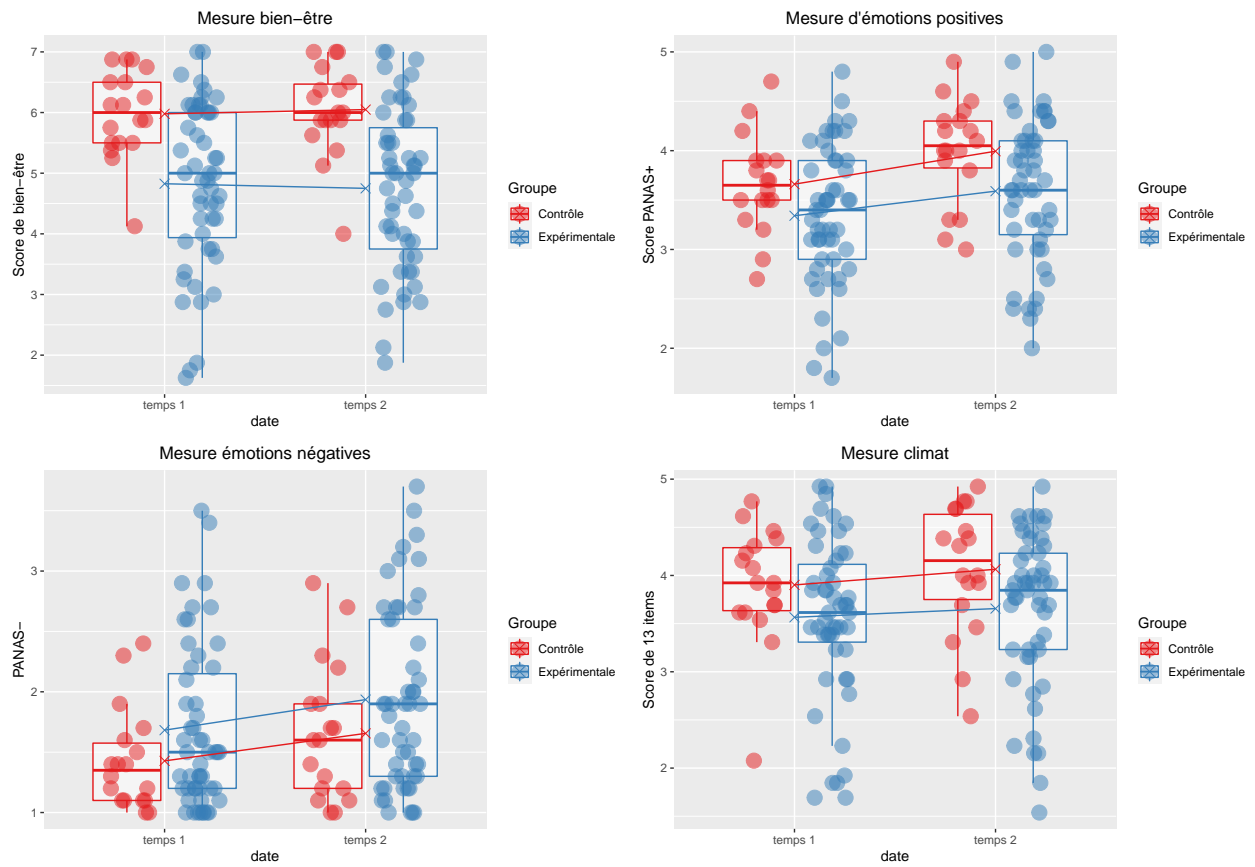 Mesure bien−être
Score de bien−être
7
6
5
4
3
2
temps 1
temps 2
date
Groupe
Contrôle
Expérimentale
Mesure d'émotions positives
Score PANAS+
5
4
3
2
temps 1
temps 2
date
Groupe
Contrôle
Expérimentale
Mesure émotions négatives
PANAS−
3
2
1
temps 1
temps 2
date
Groupe
Contrôle
Expérimentale
Mesure climat
Score de 13 items
5
4
3
2
temps 1
temps 2
date
Groupe
Contrôle
Expérimentale